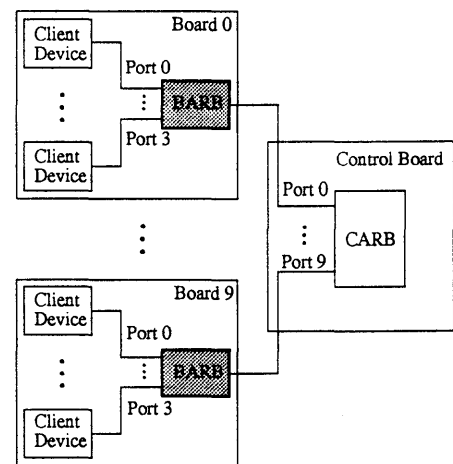 Board 0
Client
Device
Port 0
BARB
Port 3
Client
Device
Control Board
Port 0
CARB
Port 9
Board 9
Client
Device
Port 0
BARB
Port 3
Client
Device